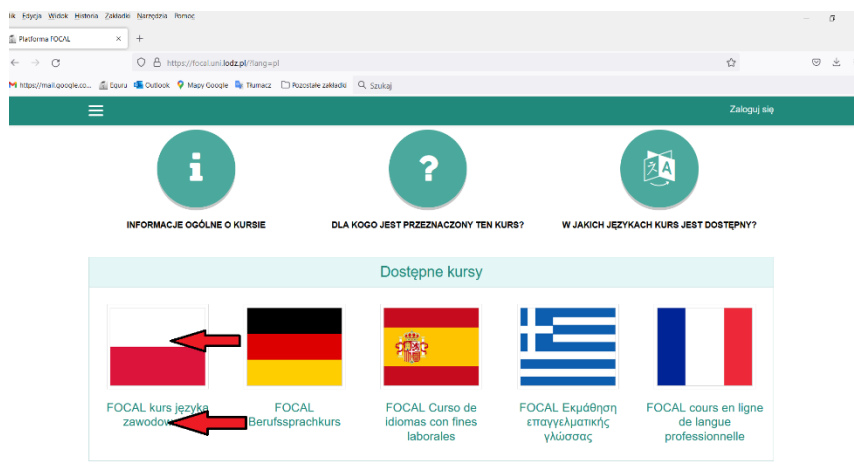 Edycja Widok Historia Zakładki Narzędzia Pomoc
Platforma FOCAL × +
https://focal.uni.lodz.pl/?lang=pl
https://mail.google.co... Eguru Outlook Mapy Google Tłumacz Pozostałe zakładki Szukaj
Zaloguj się
INFORMACJE OGÓLNE O KURSIE
DLA KOGO JEST PRZEZNACZONY TEN KURS?
W JAKICH JĘZYKACH KURS JEST DOSTĘPNY?
Dostępne kursy
FOCAL kurs języka
FOCAL
Berufssprachkurs
FOCAL Curso de
idiomas con fines
laborales
FOCAL Εκμάθηση
επαγγελματικής
γλώσσας
FOCAL cours en ligne
de langue
professionnelle